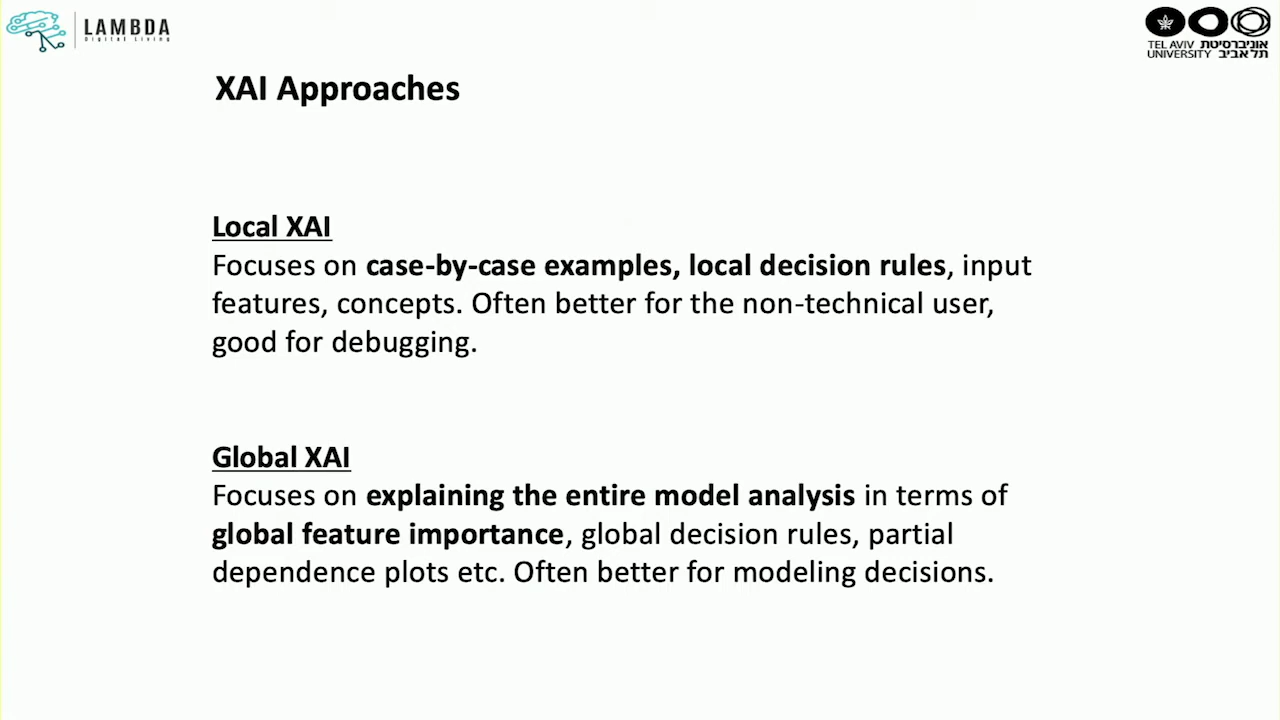 LAMBDA
Digital Living
TEL AVIV אוניברסיטת
UNIVERSITY תל אביב
XAI Approaches
Local XAI
Focuses on case-by-case examples, local decision rules, input
features, concepts. Often better for the non-technical user,
good for debugging.
Global XAI
Focuses on explaining the entire model analysis in terms of
global feature importance, global decision rules, partial
dependence plots etc. Often better for modeling decisions.